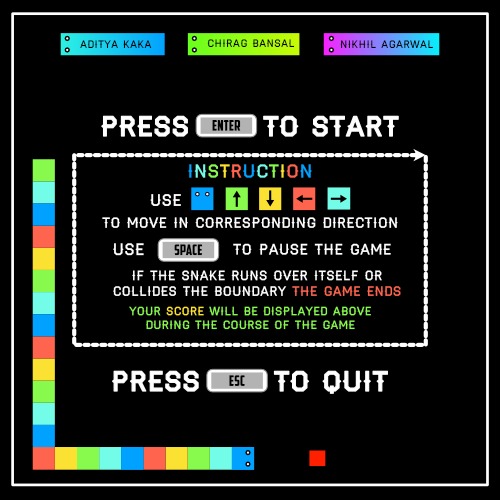 ADITYA KAKA CHIRAG BANSAL NIKHIL AGARWAL
PRESS ENTER TO START
INSTRUCTION
USE ↑ ↓ ← →
TO MOVE IN CORRESPONDING DIRECTION
USE SPACE TO PAUSE THE GAME
IF THE SNAKE RUNS OVER ITSELF OR
COLLIDES THE BOUNDARY THE GAME ENDS
YOUR SCORE WILL BE DISPLAYED ABOVE
DURING THE COURSE OF THE GAME
PRESS ESC TO QUIT